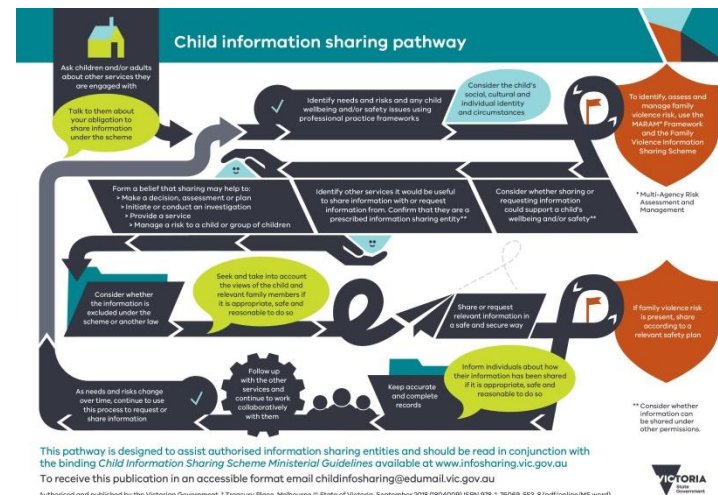 Child information sharing pathway
Ask children and/or adults
about other services they
are engaged with
Talk to them about
your obligation to
share information
under the scheme
Identify needs and risks and any child
wellbeing and/or safety issues using
professional practice frameworks
Consider the child's
social, cultural and
individual identity
and circumstances
To identify, assess and
manage family
violence risk, use the
MARAM* Framework
and the Family
Violence Information
Sharing Scheme
* Multi-Agency Risk
Assessment and
Management
Form a belief that sharing may help to:
> Make a decision, assessment or plan
> Initiate or conduct an investigation
> Provide a service
> Manage a risk to a child or group of children
Identify other services it would be useful
to share information with or request
information from. Confirm that they are a
prescribed information sharing entity**
Consider whether sharing or
requesting information
could support a child's
wellbeing and/or safety**
Consider whether
the information is
excluded under the
scheme or another law
Seek and take into account
the views of the child and
relevant family members if
it is appropriate, safe and
reasonable to do so
Share or request
relevant information in
a safe and secure way
If family violence risk
is present, share
according to a
relevant safety plan
As needs and risks change
over time, continue to use
this process to request or
share information
Follow up
with the other
services and
continue to work
collaboratively
with them
Keep accurate
and complete
records
Inform individuals about how
their information has been shared
if it is appropriate, safe and
reasonable to do so
** Consider whether
information can
be shared under
other permissions.
This pathway is designed to assist authorised information sharing entities and should be read in conjunction with
the binding Child Information Sharing Scheme Ministerial Guidelines available at www.infosharing.vic.gov.au
To receive this publication in an accessible format email childinfosharing@edumail.vic.gov.au
VICTORIA
State
Government
Authorised and published by the Victorian Government, 1 Treasury Place, Melbourne © State of Victoria, September 2018